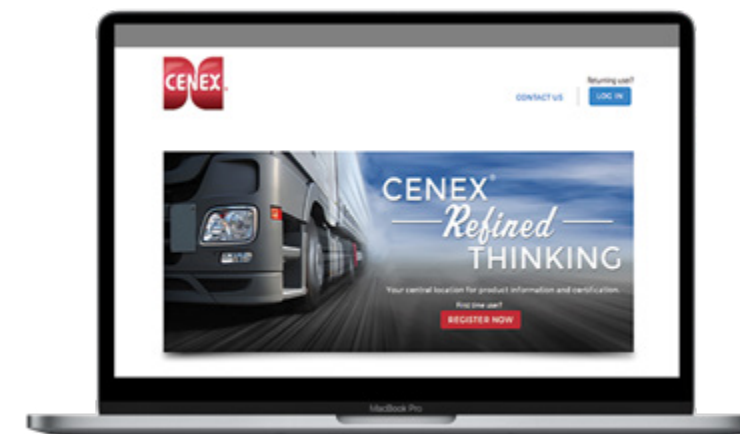 CENEX®
Returning user?
CONTACT US
LOG IN
CENEX®
Refined
THINKING
Your central location for product information and certification.
First time user?
REGISTER NOW
MacBook Pro